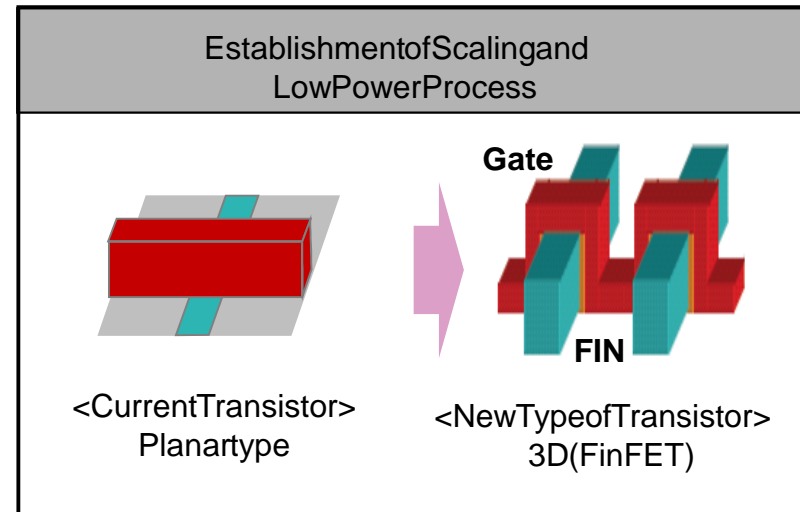 EstablishmentofScalingand
LowPowerProcess
Gate
FIN
<CurrentTransistor>
Planartype
<NewTypeofTransistor>
3D(FinFET)